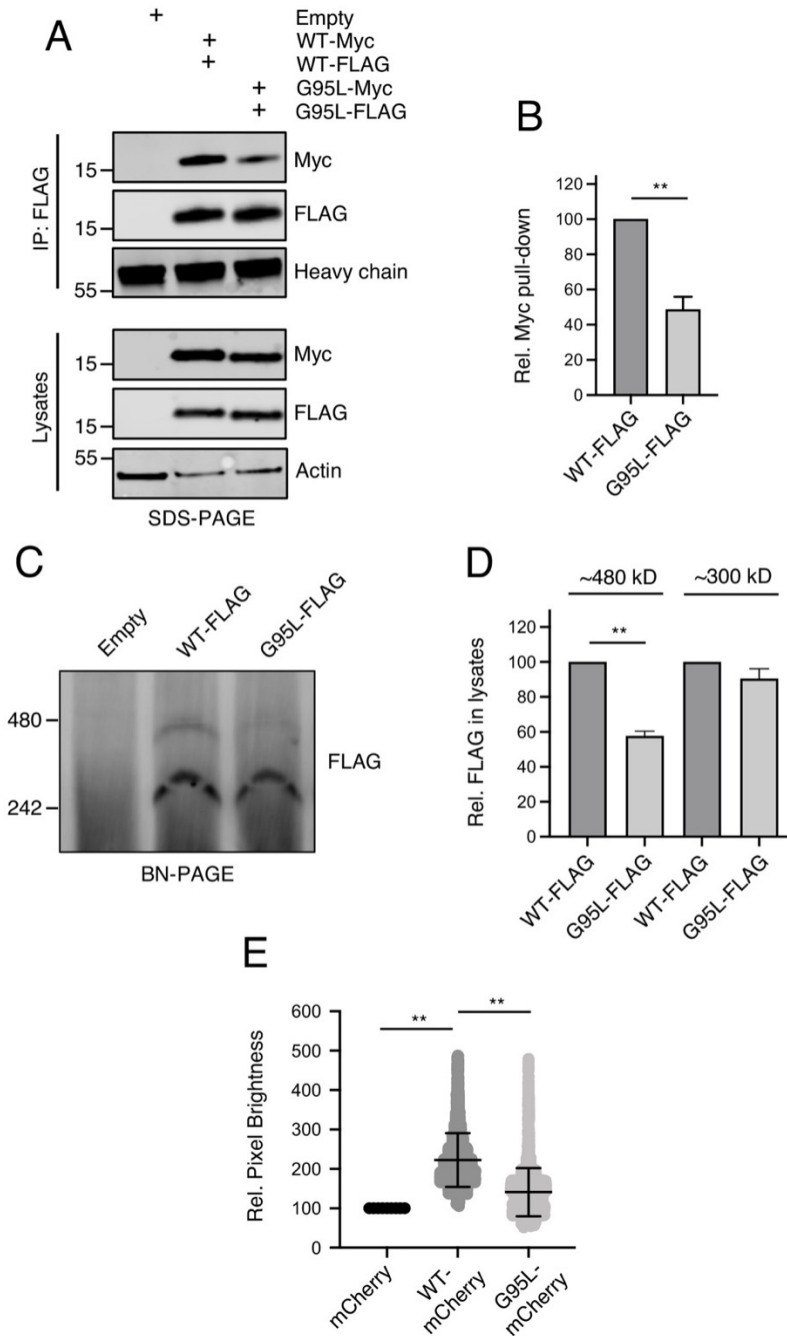 A
+ Empty
+ WT-Myc
+ WT-FLAG
+ G95L-Myc
+ G95L-FLAG
IP: FLAG
15 Myc
15 FLAG
55 Heavy chain
Lysates
15 Myc
15 FLAG
55 Actin
SDS-PAGE
B
Rel. Myc pull-down
120
100
80
60
40
20
0
**
WT-FLAG
G95L-FLAG
C
Empty
WT-FLAG
G95L-FLAG
480
242
FLAG
BN-PAGE
D
~480 kD ~300 kD
Rel. FLAG in lysates
120
100
80
60
40
20
0
**
WT-FLAG
G95L-FLAG
WT-FLAG
G95L-FLAG
E
Rel. Pixel Brightness
600
500
400
300
200
100
0
** **
mCherry
WT-
mCherry
G95L-
mCherry